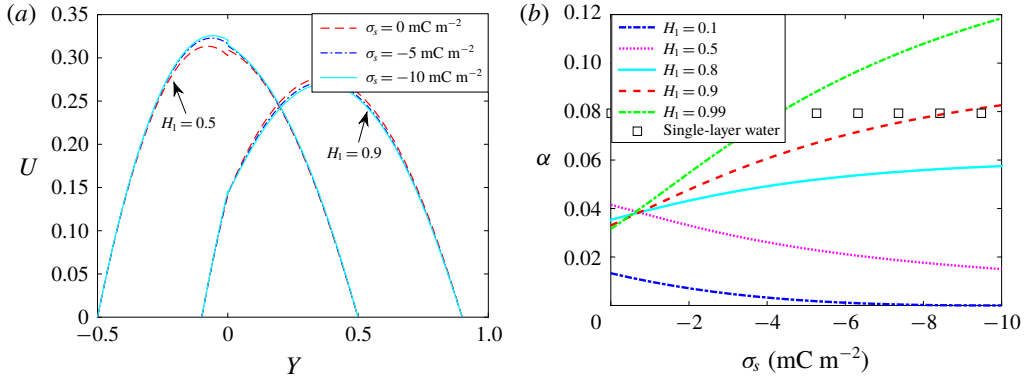 (a)
0.35
0.30
0.25
0.20
0.15
0.10
0.05
0
U
−0.5
0
0.5
1.0
Y
σs = 0 mC m−2
σs = −5 mC m−2
σs = −10 mC m−2
H1 = 0.5
H1 = 0.9
(b)
0.12
0.10
0.08
0.06
0.04
0.02
α
0
−2
−4
−6
−8
−10
σs (mC m−2)
H1 = 0.1
H1 = 0.5
H1 = 0.8
H1 = 0.9
H1 = 0.99
Single-layer water